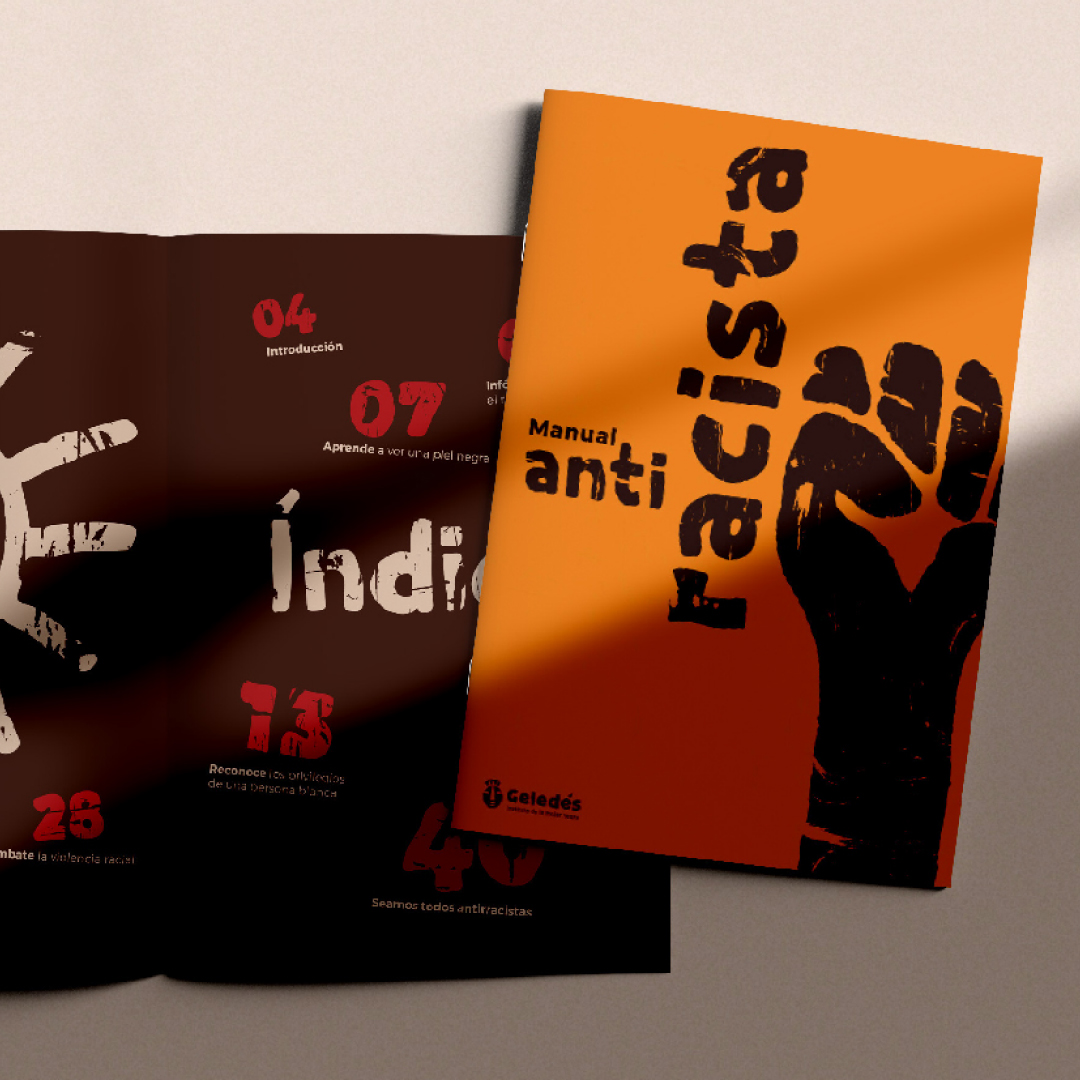 04
Introducción
07
Aprende a ver una piel negra
Índic
13
Reconoce los privilegios
de una persona blanca
28
mbate la violencia racial
40
Seamos todos antirracistas
Manual
anti
racista
Geledés